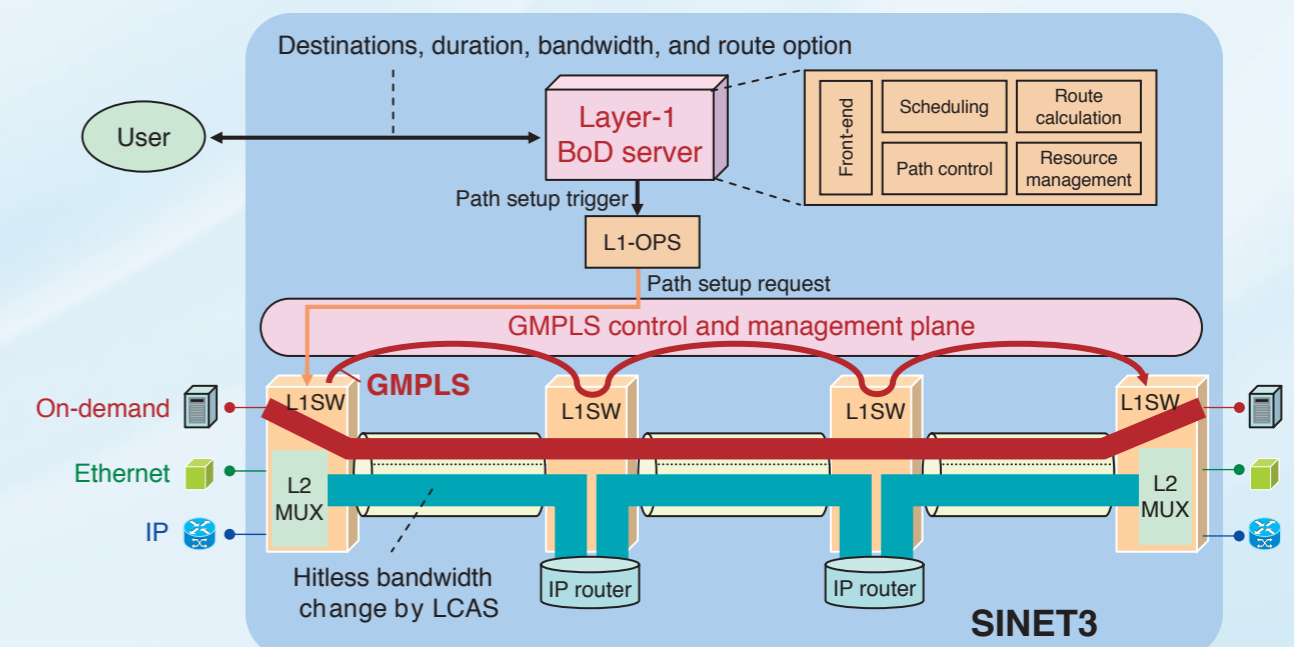 Destinations, duration, bandwidth, and route option
User
Layer-1
BoD server
Front-end
Scheduling
Route
calculation
Path control
Resource
management
Path setup trigger
L1-OPS
Path setup request
GMPLS control and management plane
GMPLS
L1SW
L1SW
L1SW
L1SW
On-demand
Ethernet
IP
L2
MUX
L2
MUX
Hitless bandwidth
change by LCAS
IP router
IP router
SINET3